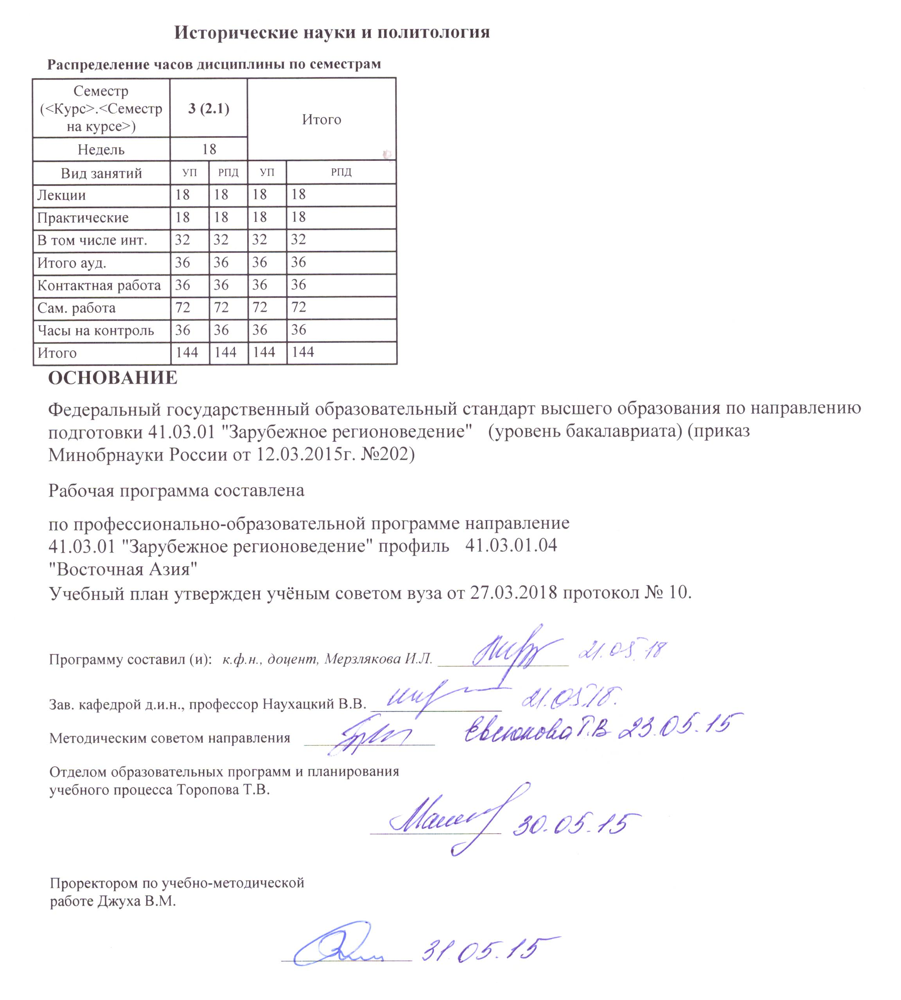 Исторические науки и политология
Распределение часов дисциплины по семестрам
Семестр
(<Курс>.<Семестр
на курсе>)
3 (2.1)
Итого
Недель 18
Вид занятий УП РПД УП РПД
Лекции 18 18 18 18
Практические 18 18 18 18
В том числе инт. 32 32 32 32
Итого ауд. 36 36 36 36
Контактная работа 36 36 36 36
Сам. работа 72 72 72 72
Часы на контроль 36 36 36 36
Итого 144 144 144 144
ОСНОВАНИЕ
Федеральный государственный образовательный стандарт высшего образования по направлению
подготовки 41.03.01 "Зарубежное регионоведение" (уровень бакалавриата) (приказ
Минобрнауки России от 12.03.2015г. №202)
Рабочая программа составлена
по профессионально-образовательной программе направление
41.03.01 "Зарубежное регионоведение" профиль 41.03.01.04
"Восточная Азия"
Учебный план утвержден учёным советом вуза от 27.03.2018 протокол № 10.
Программу составил (и): к.ф.н., доцент, Мерзлякова И.Л. 21.05.18
Зав. кафедрой д.и.н., профессор Наухацкий В.В. 21.05.18.
Методическим советом направления Евсюкова Т.В 23.05.15
Отделом образовательных программ и планирования
учебного процесса Торопова Т.В.
30.05.15
Проректором по учебно-методической
работе Джуха В.М.
31.05.15